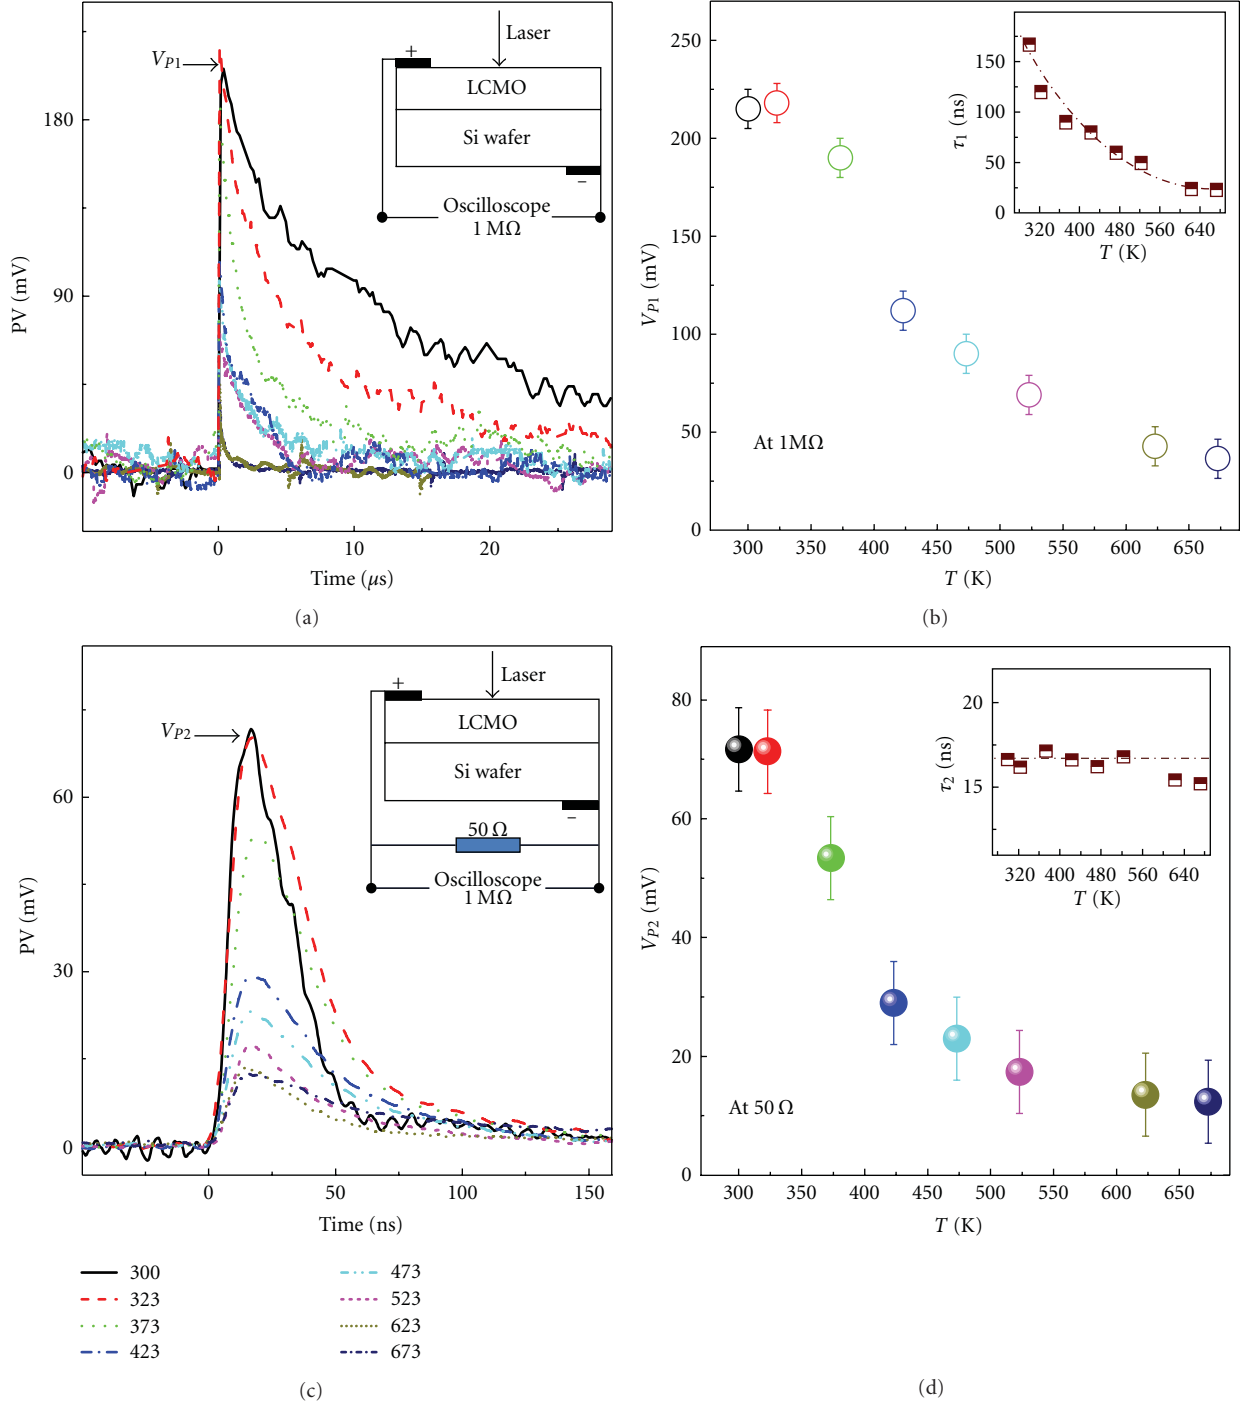 180
90
0
PV (mV)
0
10
20
Time (μs)
V_P1
Laser
+
LCMO
Si wafer
−
Oscilloscope
1 MΩ
(a)
250
200
150
100
50
0
V_P1 (mV)
300 350 400 450 500 550 600 650
T (K)
At 1MΩ
150
100
50
0
τ1 (ns)
320 400 480 560 640
T (K)
(b)
60
30
0
PV (mV)
0 50 100 150
Time (ns)
V_P2
Laser
+
LCMO
Si wafer
−
50 Ω
Oscilloscope
1 MΩ
300
323
373
423
473
523
623
673
(c)
80
60
40
20
0
V_P2 (mV)
300 350 400 450 500 550 600 650
T (K)
At 50 Ω
20
15
τ2 (ns)
320 400 480 560 640
T (K)
(d)